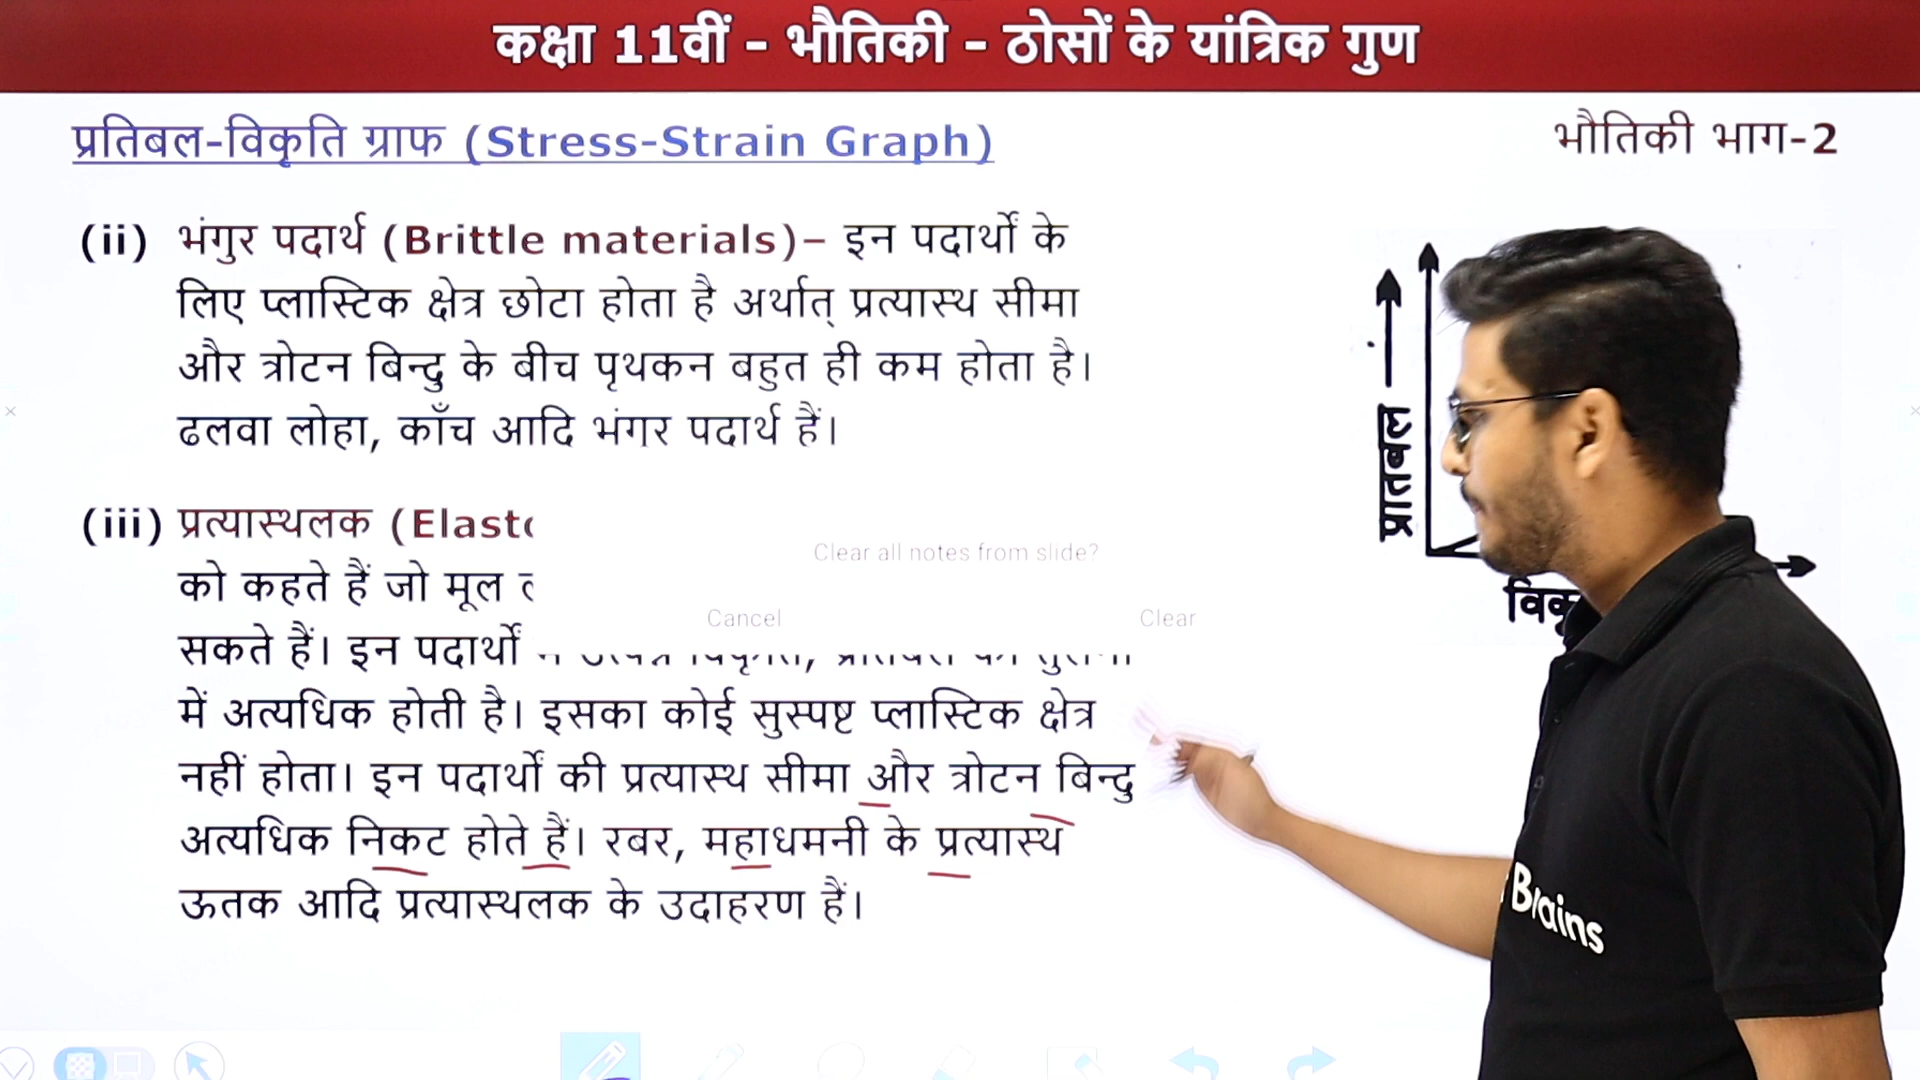 कक्षा 11वीं - भौतिकी - ठोसों के यांत्रिक गुण
प्रतिबल-विकृति ग्राफ (Stress-Strain Graph)
भौतिकी भाग-2
(ii) भंगुर पदार्थ (Brittle materials)– इन पदार्थों के
लिए प्लास्टिक क्षेत्र छोटा होता है अर्थात् प्रत्यास्थ सीमा
और त्रोटन बिन्दु के बीच पृथकन बहुत ही कम होता है।
ढलवा लोहा, काँच आदि भंगुर पदार्थ हैं।
(iii) प्रत्यास्थलक
को कहते हैं जो मूल
सकते हैं। इन पदार्थों
में अत्यधिक होती है। इसका कोई सुस्पष्ट प्लास्टिक क्षेत्र
नहीं होता। इन पदार्थों की प्रत्यास्थ सीमा और त्रोटन बिन्दु
अत्यधिक निकट होते हैं। रबर, महाधमनी के प्रत्यास्थ
ऊतक आदि प्रत्यास्थलक के उदाहरण हैं।
Clear all notes from slide?
Cancel Clear
प्रतिबल
Brains